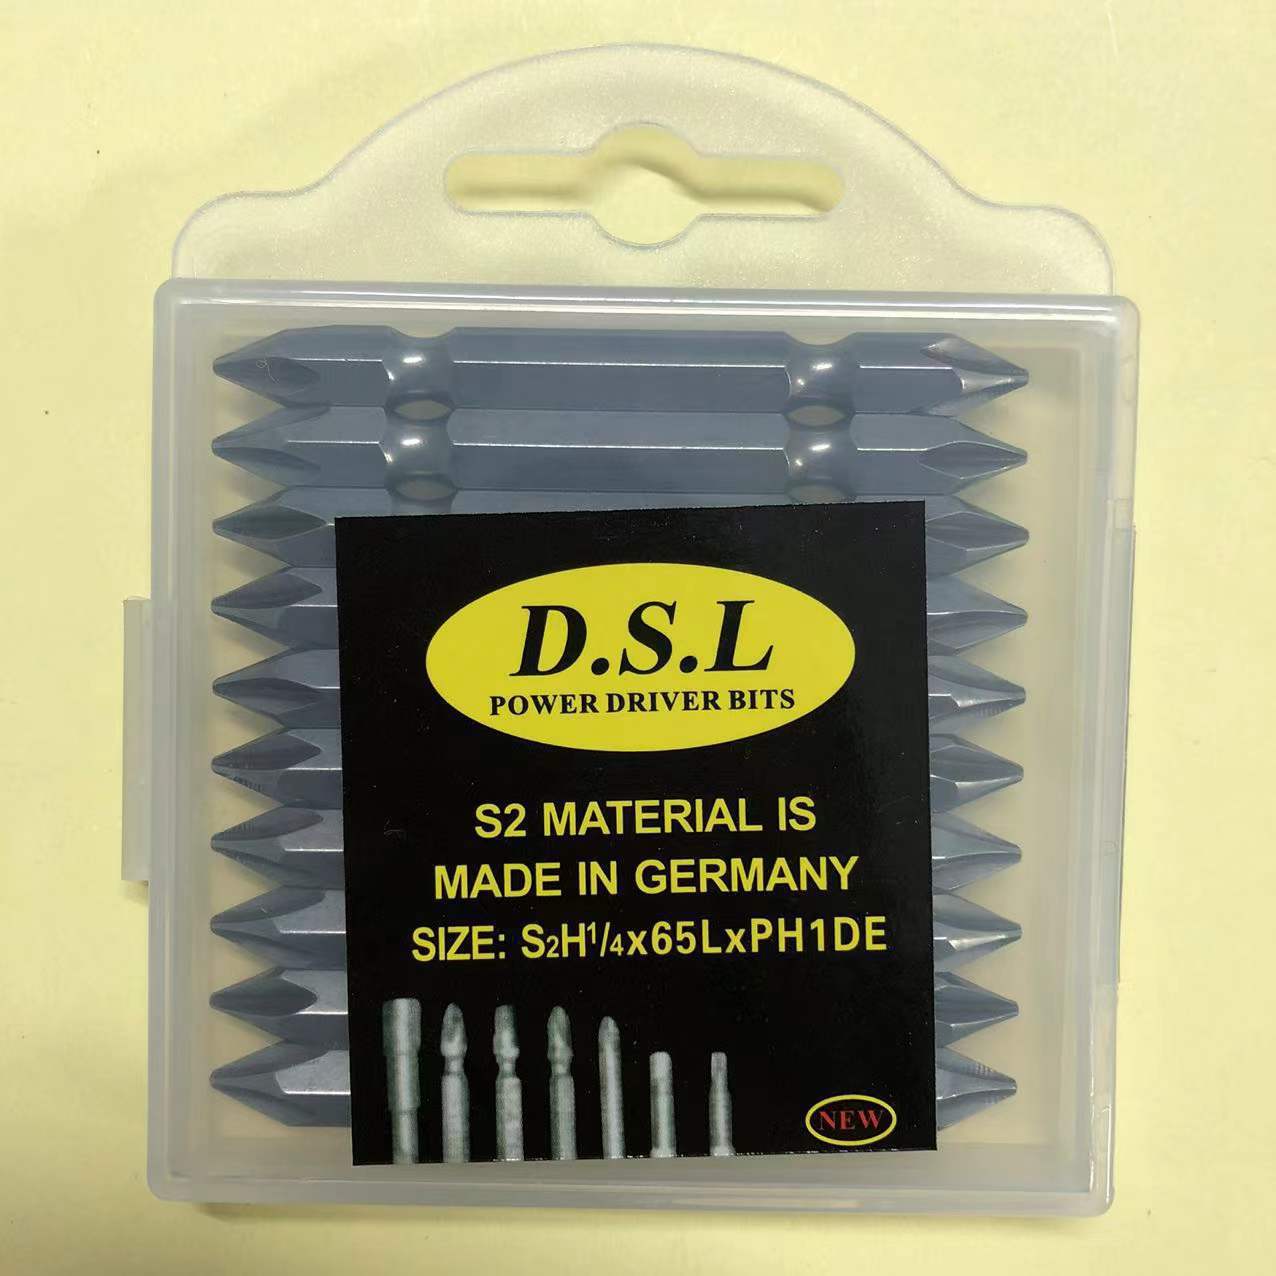 D.S.L
POWER DRIVER BITS
S2 MATERIAL IS
MADE IN GERMANY
SIZE: S2H1/4x65LxPH1DE
NEW